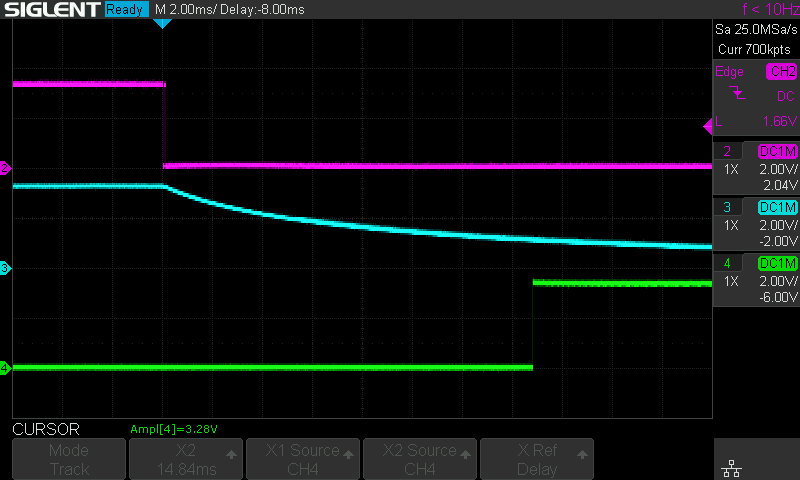 SIGLENT Ready M 2.00ms/ Delay:-8.00ms f < 10Hz
Sa 25.0MSa/s
Curr 700kpts
Edge CH2
DC
L 1.65V
2 DC1M
1X 2.00V/
2.04V
3 DC1M
1X 2.00V/
-2.00V
4 DC1M
1X 2.00V/
-6.00V
2
3
4
CURSOR Ampl[4]=3.28V
Mode
Track
X2
14.84ms
X1 Source
CH4
X2 Source
CH4
X Ref
Delay